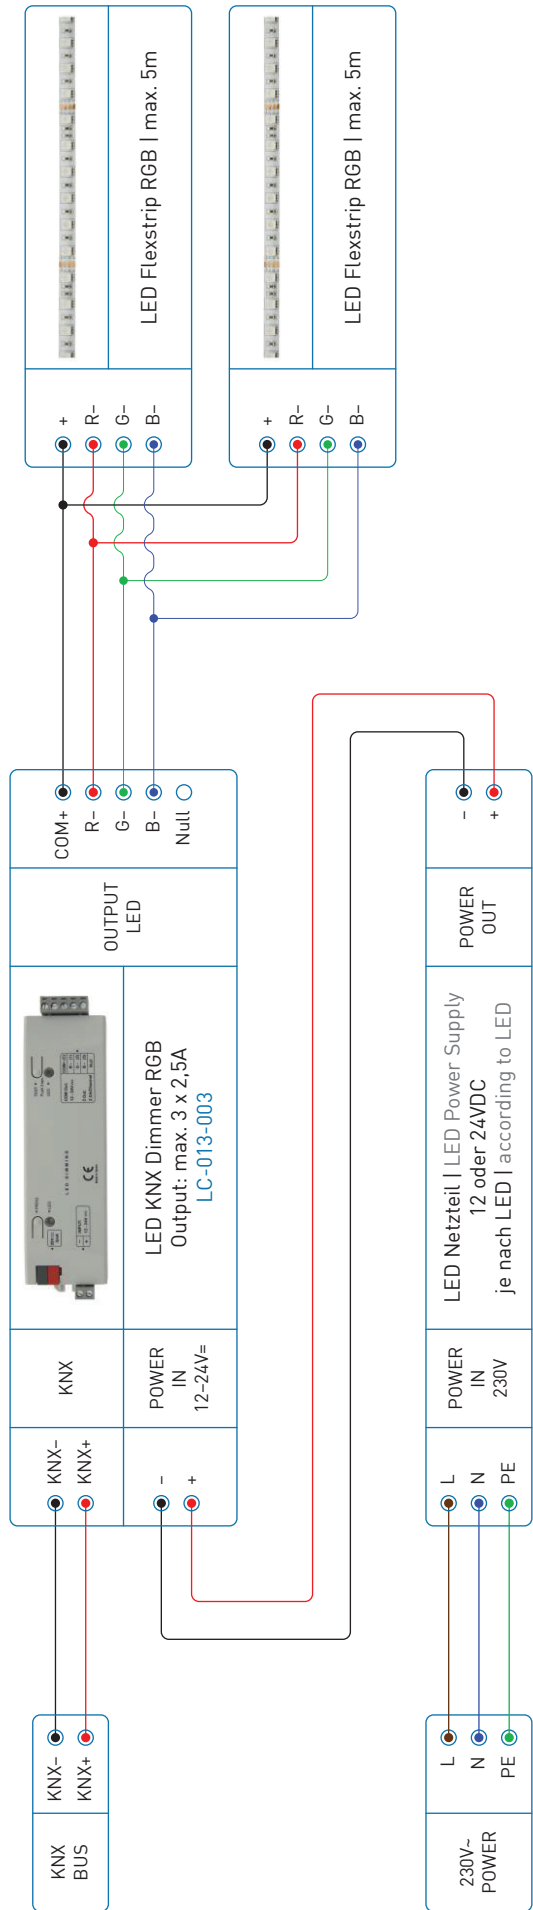 KNX
BUS
KNX-
KNX+
KNX-
KNX+
KNX
POWER
IN
12–24V=
-
+
LED DIMMING
CE
LED KNX Dimmer RGB
Output: max. 3 x 2,5A
LC-013-003
OUTPUT
LED
COM+
R-
G-
B-
Null
+
R-
G-
B-
LED Flexstrip RGB | max. 5m
+
R-
G-
B-
LED Flexstrip RGB | max. 5m
230V~
POWER
L
N
PE
L
N
PE
POWER
IN
230V
LED Netzteil | LED Power Supply
12 oder 24VDC
je nach LED | according to LED
POWER
OUT
-
+